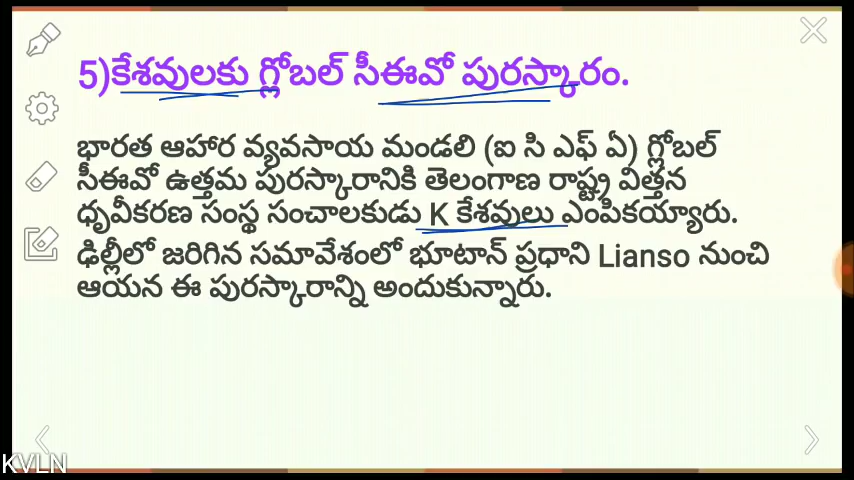 5)కేశవులకు గ్లోబల్ సీఈవో పురస్కారం.
భారత ఆహార వ్యవసాయ మండలి (ఐ సి ఎఫ్ ఏ) గ్లోబల్
సీఈవో ఉత్తమ పురస్కారానికి తెలంగాణ రాష్ట్ర విత్తన
ధృవీకరణ సంస్థ సంచాలకుడు K కేశవులు ఎంపికయ్యారు.
ఢిల్లీలో జరిగిన సమావేశంలో భూటాన్ ప్రధాని Lianso నుంచి
ఆయన ఈ పురస్కారాన్ని అందుకున్నారు.
KVLN